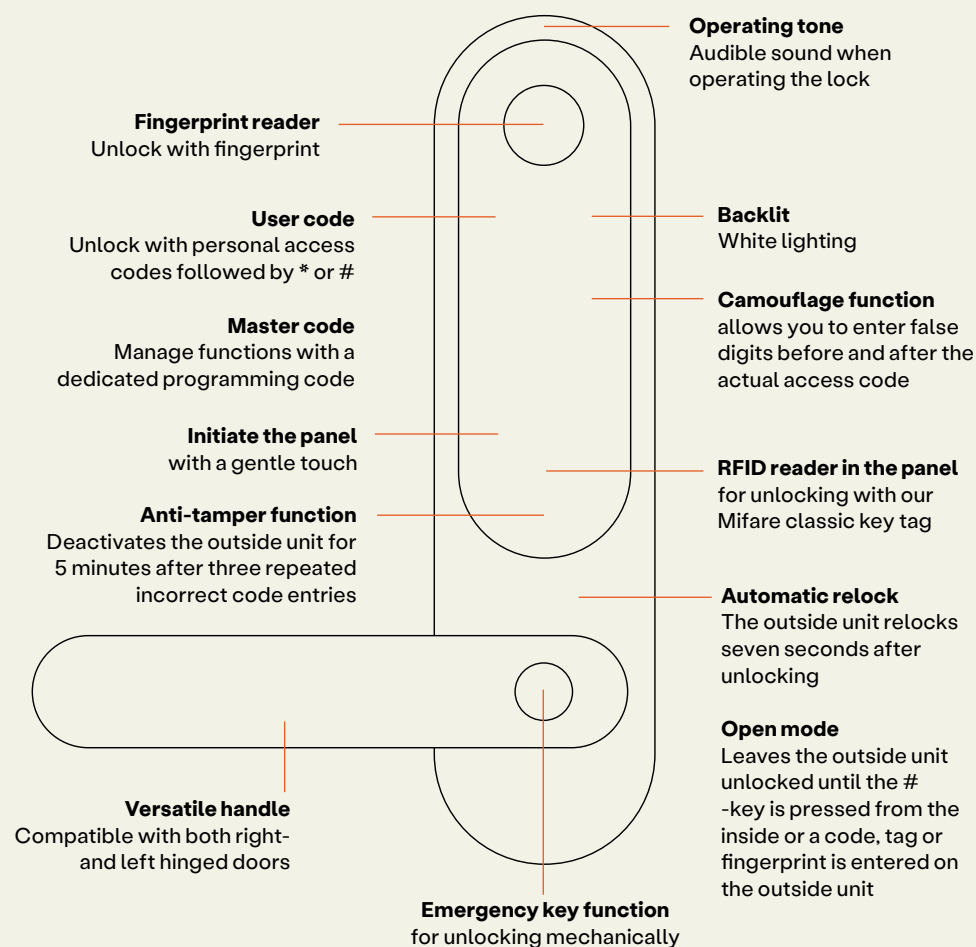 Operating tone
Audible sound when
operating the lock
Fingerprint reader
Unlock with fingerprint
User code
Unlock with personal access
codes followed by * or #
Backlit
White lighting
Camouflage function
allows you to enter false
digits before and after the
actual access code
Master code
Manage functions with a
dedicated programming code
Initiate the panel
with a gentle touch
RFID reader in the panel
for unlocking with our
Mifare classic key tag
Anti-tamper function
Deactivates the outside unit for
5 minutes after three repeated
incorrect code entries
Automatic relock
The outside unit relocks
seven seconds after
unlocking
Open mode
Leaves the outside unit
unlocked until the #
-key is pressed from the
inside or a code, tag or
fingerprint is entered on
the outside unit
Versatile handle
Compatible with both right-
and left hinged doors
Emergency key function
for unlocking mechanically